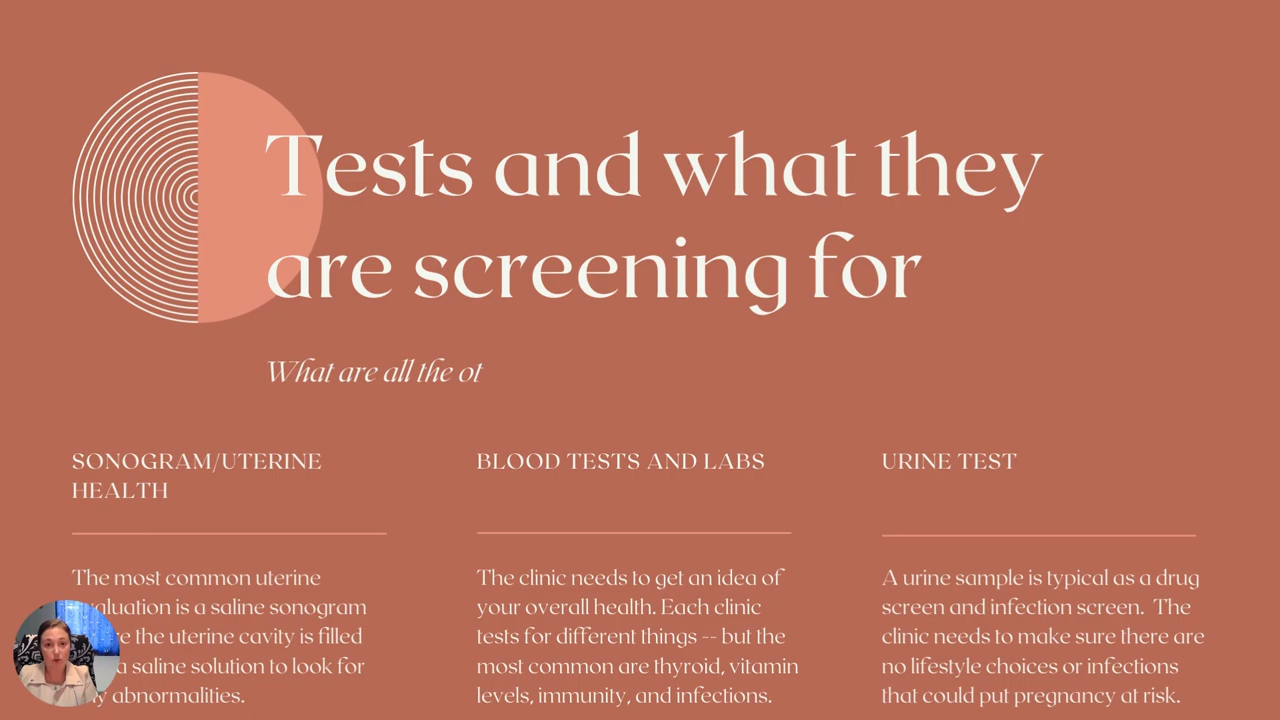 Tests and what they
are screening for
What are all the ot
SONOGRAM/UTERINE
HEALTH
The most common uterine
aluation is a saline sonogram
re the uterine cavity is filled
a saline solution to look for
y abnormalities.
BLOOD TESTS AND LABS
The clinic needs to get an idea of
your overall health. Each clinic
tests for different things -- but the
most common are thyroid, vitamin
levels, immunity, and infections.
URINE TEST
A urine sample is typical as a drug
screen and infection screen. The
clinic needs to make sure there are
no lifestyle choices or infections
that could put pregnancy at risk.